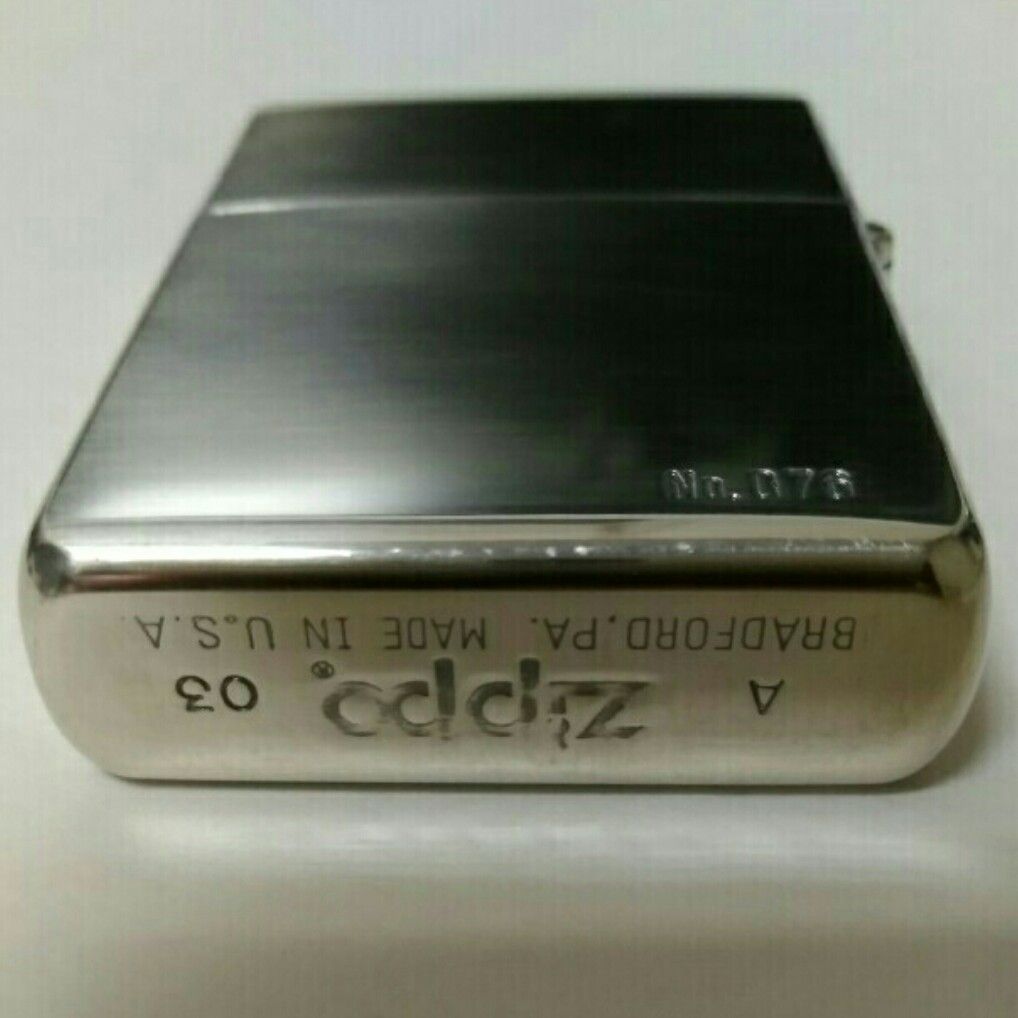 No.076
A Zippo® 03
BRADFORD,PA. MADE IN U.S.A.